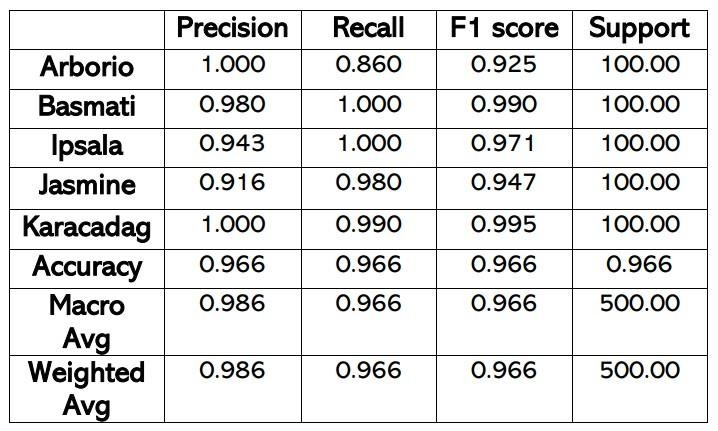 Precision Recall F1 score Support
Arborio 1.000 0.860 0.925 100.00
Basmati 0.980 1.000 0.990 100.00
Ipsala 0.943 1.000 0.971 100.00
Jasmine 0.916 0.980 0.947 100.00
Karacadag 1.000 0.990 0.995 100.00
Accuracy 0.966 0.966 0.966 0.966
Macro 0.986 0.966 0.966 500.00
Avg
Weighted 0.986 0.966 0.966 500.00
Avg